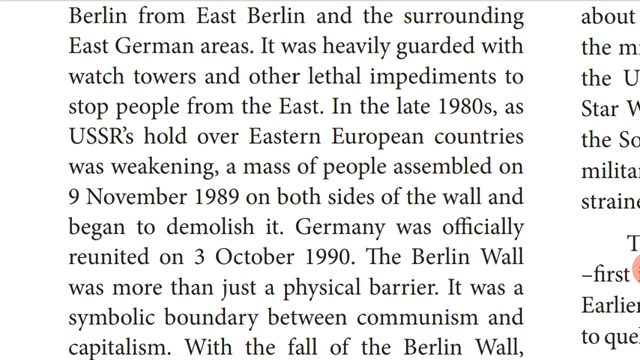 Berlin from East Berlin and the surrounding
East German areas. It was heavily guarded with
watch towers and other lethal impediments to
stop people from the East. In the late 1980s, as
USSR's hold over Eastern European countries
was weakening, a mass of people assembled on
9 November 1989 on both sides of the wall and
began to demolish it. Germany was officially
reunited on 3 October 1990. The Berlin Wall
was more than just a physical barrier. It was a
symbolic boundary between communism and
capitalism. With the fall of the Berlin Wall,
about
the
the U
Star
the
strain
–first
Earlier
to